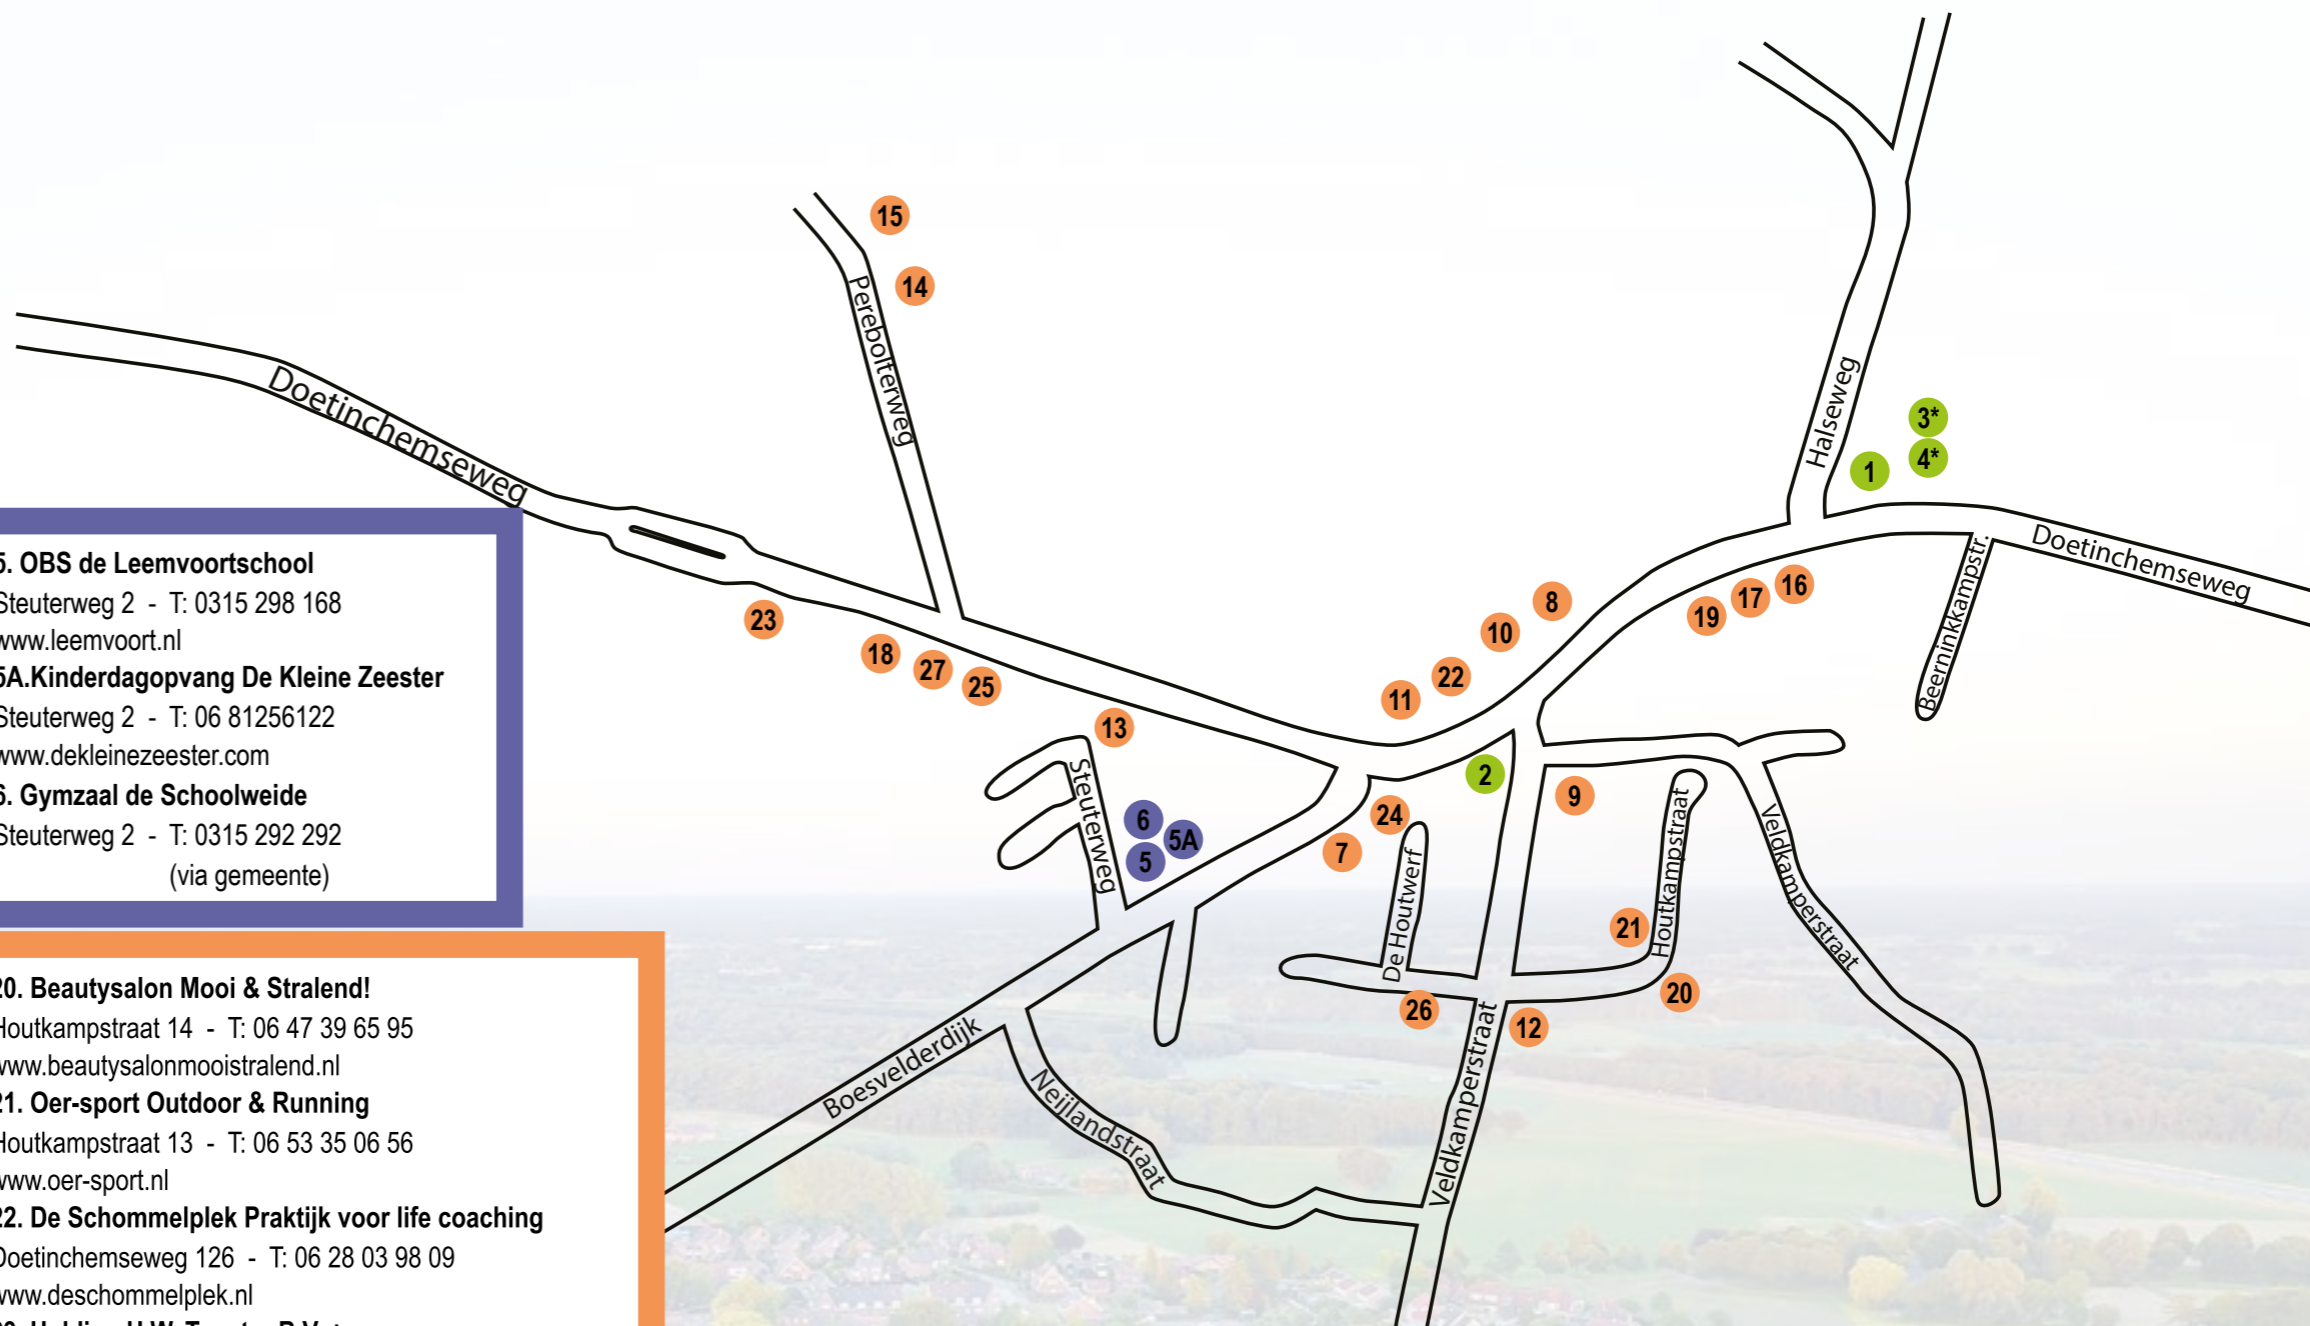 15
14
Perebolterweg
Doetinchemseweg
Halseweg
3*
4*
1
Doetinchemseweg
Beerninkkampstr.
16
17
19
8
10
22
11
23
18
27
25
13
Steuterweg
6
5A
5
2
9
24
7
De Houtwerf
Houtkampstraat
21
20
26
12
Veldkamperstraat
Veldkamperstraat
Boesvelderdijk
Neijlandstraat
5. OBS de Leemvoortschool
Steuterweg 2 - T: 0315 298 168
www.leemvoort.nl
5A.Kinderdagopvang De Kleine Zeester
Steuterweg 2 - T: 06 81256122
www.dekleinezeester.com
6. Gymzaal de Schoolweide
Steuterweg 2 - T: 0315 292 292
(via gemeente)
20. Beautysalon Mooi & Stralend!
Houtkampstraat 14 - T: 06 47 39 65 95
www.beautysalonmooistralend.nl
21. Oer-sport Outdoor & Running
Houtkampstraat 13 - T: 06 53 35 06 56
www.oer-sport.nl
22. De Schommelplek Praktijk voor life coaching
Doetinchemseweg 126 - T: 06 28 03 98 09
www.deschommelplek.nl